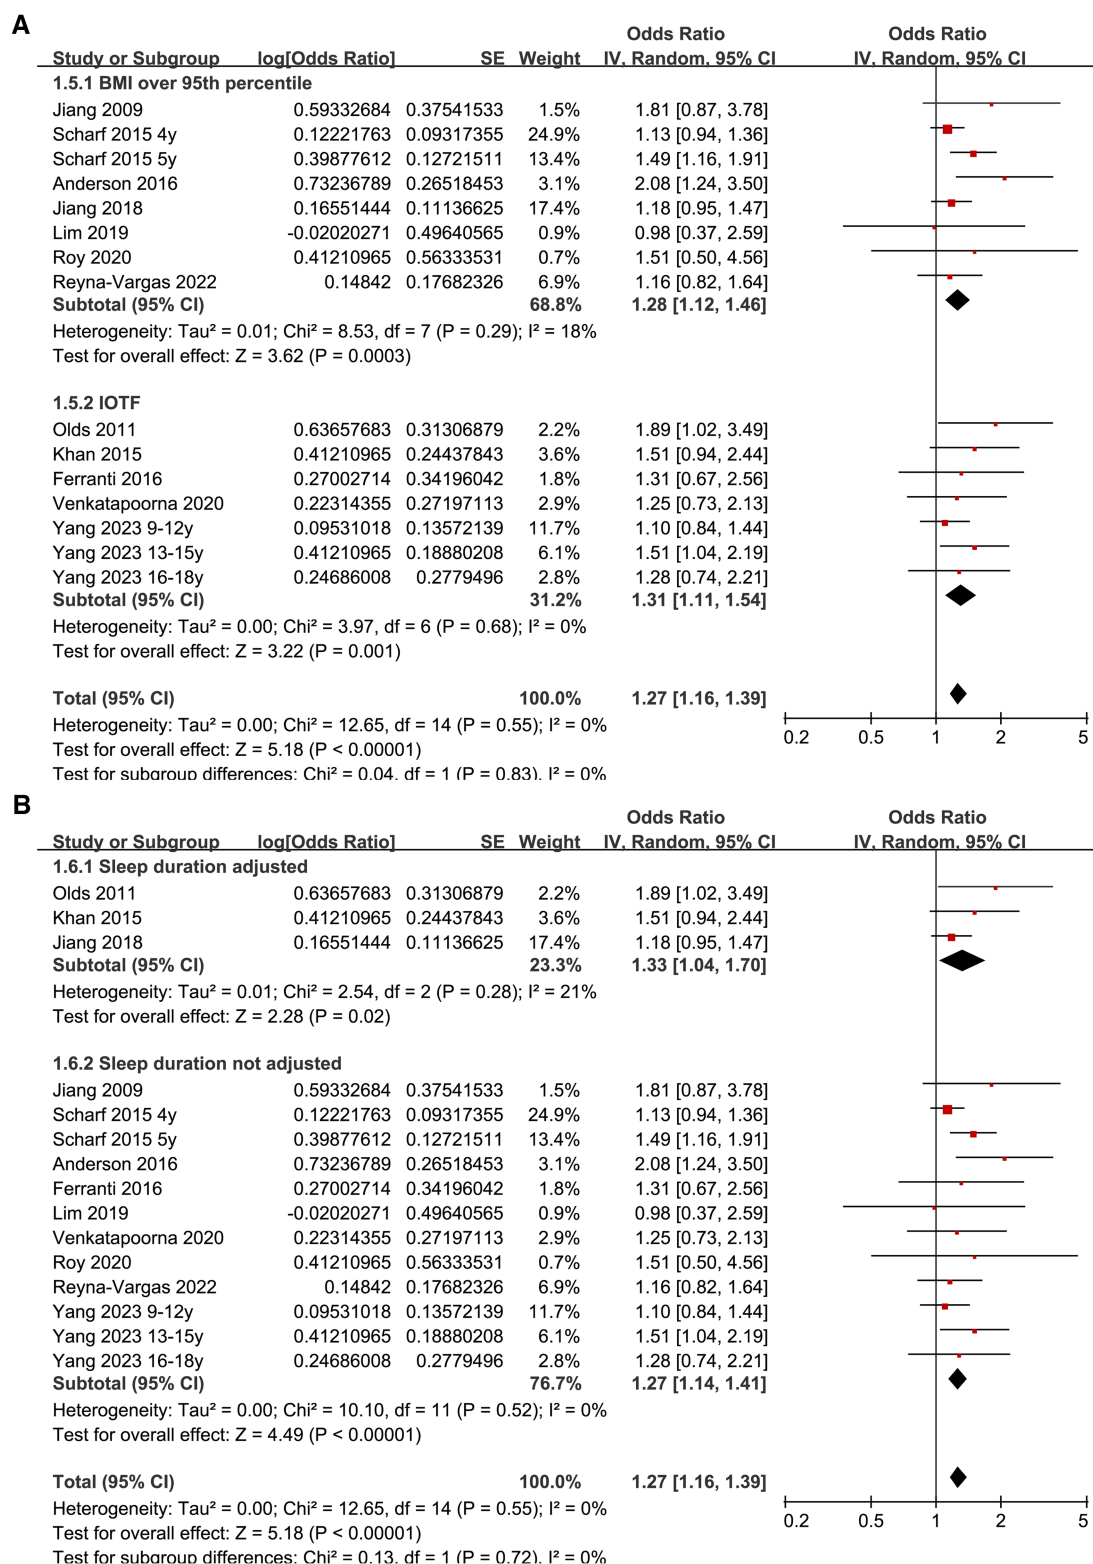 A
Odds Ratio Odds Ratio
Study or Subgroup log[Odds Ratio] SE Weight IV, Random, 95% CI IV, Random, 95% CI
1.5.1 BMI over 95th percentile
Jiang 2009 0.59332684 0.37541533 1.5% 1.81 [0.87, 3.78]
Scharf 2015 4y 0.12221763 0.09317355 24.9% 1.13 [0.94, 1.36]
Scharf 2015 5y 0.39877612 0.12721511 13.4% 1.49 [1.16, 1.91]
Anderson 2016 0.73236789 0.26518453 3.1% 2.08 [1.24, 3.50]
Jiang 2018 0.16551444 0.11136625 17.4% 1.18 [0.95, 1.47]
Lim 2019 -0.02020271 0.49640565 0.9% 0.98 [0.37, 2.59]
Roy 2020 0.41210965 0.56333531 0.7% 1.51 [0.50, 4.56]
Reyna-Vargas 2022 0.14842 0.17682326 6.9% 1.16 [0.82, 1.64]
Subtotal (95% CI) 68.8% 1.28 [1.12, 1.46]
Heterogeneity: Tau² = 0.01; Chi² = 8.53, df = 7 (P = 0.29); I² = 18%
Test for overall effect: Z = 3.62 (P = 0.0003)
1.5.2 IOTF
Olds 2011 0.63657683 0.31306879 2.2% 1.89 [1.02, 3.49]
Khan 2015 0.41210965 0.24437843 3.6% 1.51 [0.94, 2.44]
Ferranti 2016 0.27002714 0.34196042 1.8% 1.31 [0.67, 2.56]
Venkatapoorna 2020 0.22314355 0.27197113 2.9% 1.25 [0.73, 2.13]
Yang 2023 9-12y 0.09531018 0.13572139 11.7% 1.10 [0.84, 1.44]
Yang 2023 13-15y 0.41210965 0.18880208 6.1% 1.51 [1.04, 2.19]
Yang 2023 16-18y 0.24686008 0.2779496 2.8% 1.28 [0.74, 2.21]
Subtotal (95% CI) 31.2% 1.31 [1.11, 1.54]
Heterogeneity: Tau² = 0.00; Chi² = 3.97, df = 6 (P = 0.68); I² = 0%
Test for overall effect: Z = 3.22 (P = 0.001)
Total (95% CI) 100.0% 1.27 [1.16, 1.39]
Heterogeneity: Tau² = 0.00; Chi² = 12.65, df = 14 (P = 0.55); I² = 0%
0.2 0.5 1 2 5
Test for overall effect: Z = 5.18 (P < 0.00001)
Test for subgroup differences: Chi² = 0.04, df = 1 (P = 0.83), I² = 0%
B
Odds Ratio Odds Ratio
Study or Subgroup log[Odds Ratio] SE Weight IV, Random, 95% CI IV, Random, 95% CI
1.6.1 Sleep duration adjusted
Olds 2011 0.63657683 0.31306879 2.2% 1.89 [1.02, 3.49]
Khan 2015 0.41210965 0.24437843 3.6% 1.51 [0.94, 2.44]
Jiang 2018 0.16551444 0.11136625 17.4% 1.18 [0.95, 1.47]
Subtotal (95% CI) 23.3% 1.33 [1.04, 1.70]
Heterogeneity: Tau² = 0.01; Chi² = 2.54, df = 2 (P = 0.28); I² = 21%
Test for overall effect: Z = 2.28 (P = 0.02)
1.6.2 Sleep duration not adjusted
Jiang 2009 0.59332684 0.37541533 1.5% 1.81 [0.87, 3.78]
Scharf 2015 4y 0.12221763 0.09317355 24.9% 1.13 [0.94, 1.36]
Scharf 2015 5y 0.39877612 0.12721511 13.4% 1.49 [1.16, 1.91]
Anderson 2016 0.73236789 0.26518453 3.1% 2.08 [1.24, 3.50]
Ferranti 2016 0.27002714 0.34196042 1.8% 1.31 [0.67, 2.56]
Lim 2019 -0.02020271 0.49640565 0.9% 0.98 [0.37, 2.59]
Venkatapoorna 2020 0.22314355 0.27197113 2.9% 1.25 [0.73, 2.13]
Roy 2020 0.41210965 0.56333531 0.7% 1.51 [0.50, 4.56]
Reyna-Vargas 2022 0.14842 0.17682326 6.9% 1.16 [0.82, 1.64]
Yang 2023 9-12y 0.09531018 0.13572139 11.7% 1.10 [0.84, 1.44]
Yang 2023 13-15y 0.41210965 0.18880208 6.1% 1.51 [1.04, 2.19]
Yang 2023 16-18y 0.24686008 0.2779496 2.8% 1.28 [0.74, 2.21]
Subtotal (95% CI) 76.7% 1.27 [1.14, 1.41]
Heterogeneity: Tau² = 0.00; Chi² = 10.10, df = 11 (P = 0.52); I² = 0%
Test for overall effect: Z = 4.49 (P < 0.00001)
Total (95% CI) 100.0% 1.27 [1.16, 1.39]
Heterogeneity: Tau² = 0.00; Chi² = 12.65, df = 14 (P = 0.55); I² = 0%
0.2 0.5 1 2 5
Test for overall effect: Z = 5.18 (P < 0.00001)
Test for subgroup differences: Chi² = 0.13, df = 1 (P = 0.72), I² = 0%